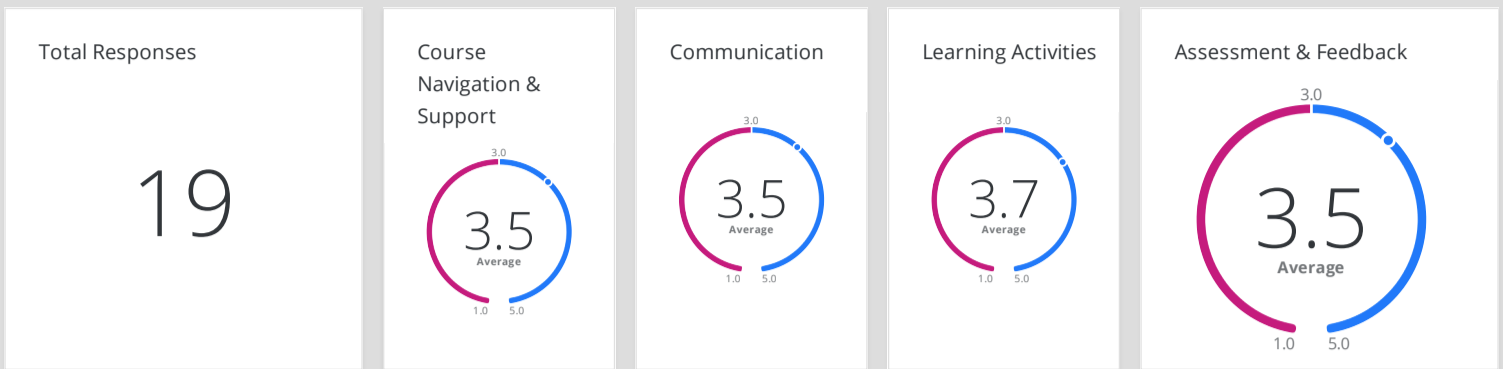 Total Responses
19
Course
Navigation &
Support
3.0
3.5
Average
1.0 5.0
Communication
3.0
3.5
Average
1.0 5.0
Learning Activities
3.0
3.7
Average
1.0 5.0
Assessment & Feedback
3.0
3.5
Average
1.0 5.0